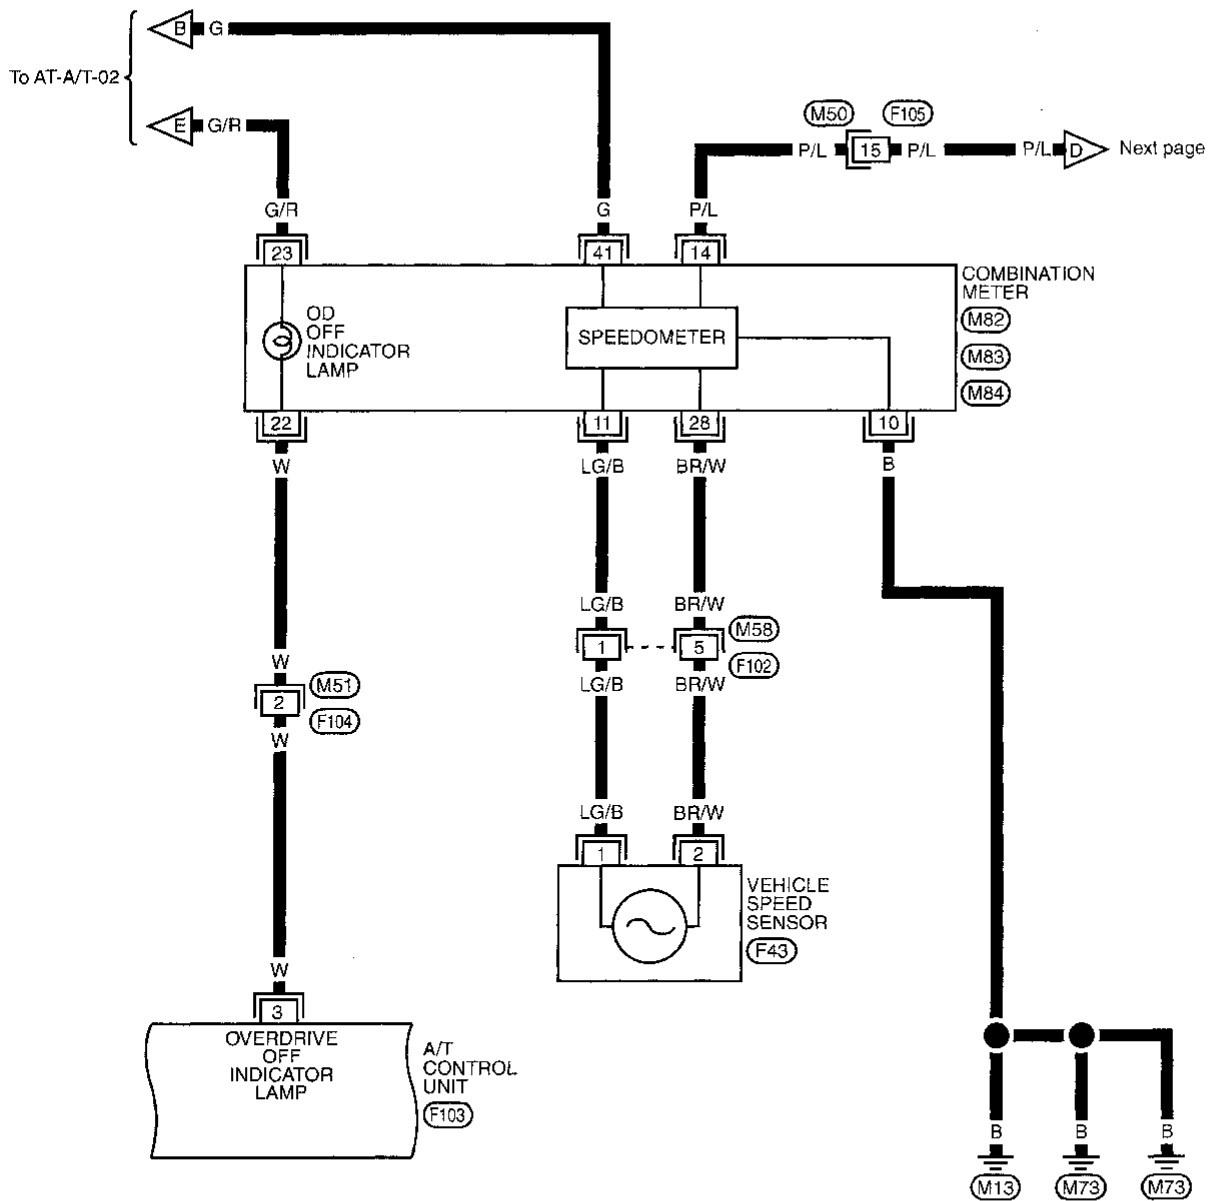 B G
To AT-A/T-02
E G/R
M50 F105
P/L 15 P/L P/L D Next page
G/R G P/L
23 41 14
COMBINATION
METER
M82
M83
M84
OD
OFF
INDICATOR
LAMP
SPEEDOMETER
22 11 28 10
W LG/B BR/W B
LG/B BR/W
1 5
M58
F102
LG/B BR/W
W
2
M51
F104
W
LG/B BR/W
1 2
VEHICLE
SPEED
SENSOR
F43
W
3
OVERDRIVE
OFF
INDICATOR
LAMP
A/T
CONTROL
UNIT
F103
B B B
M13 M73 M73